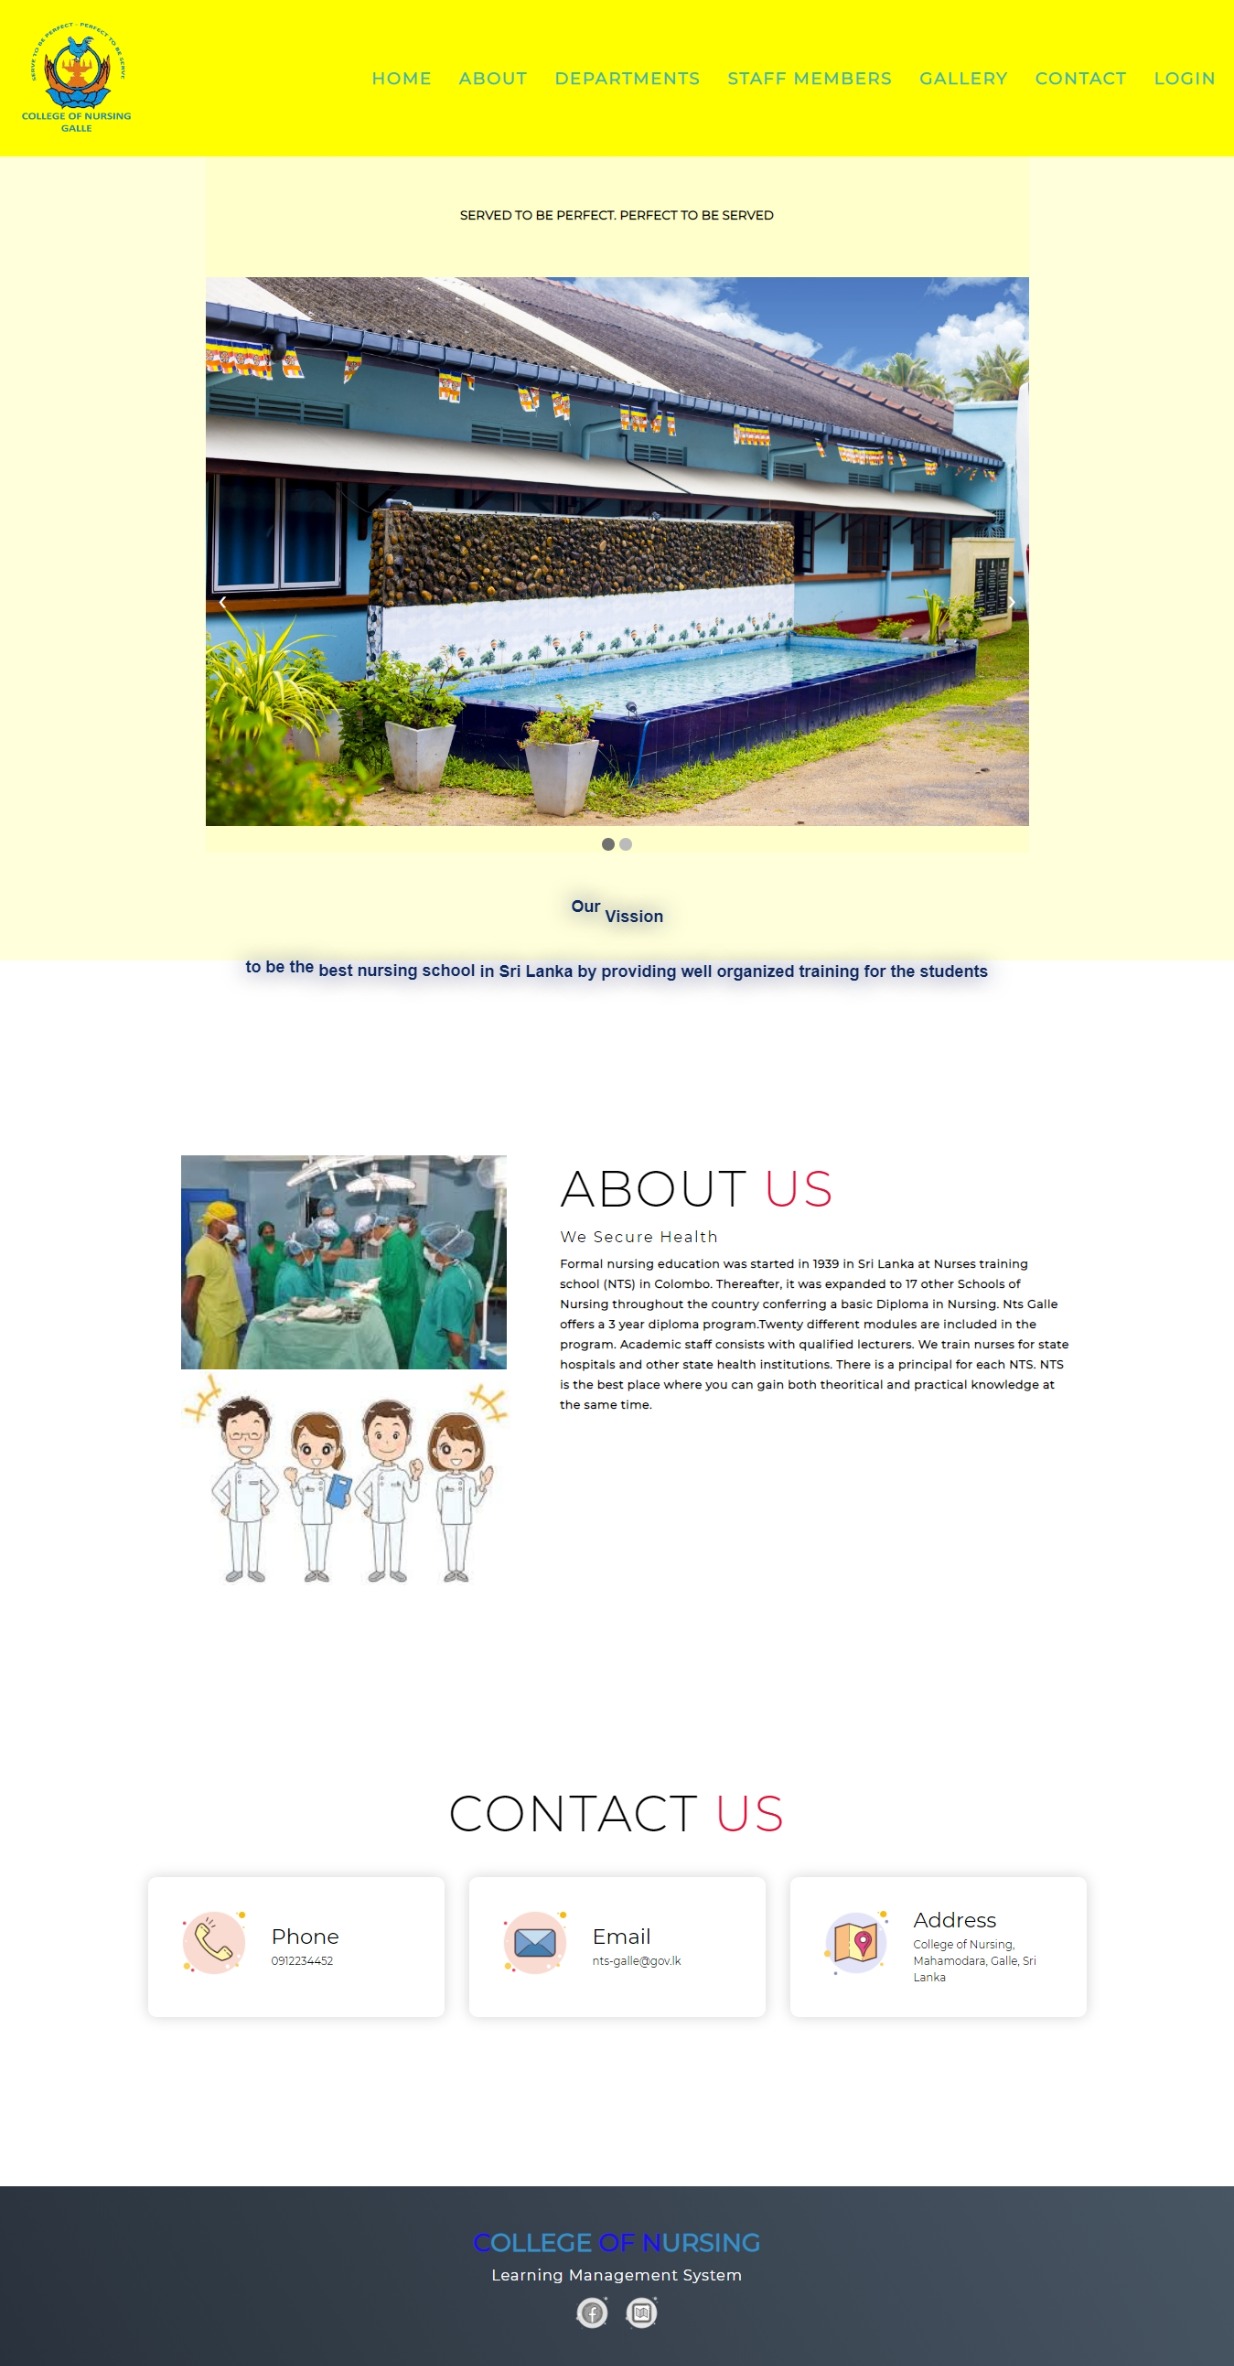 SERVE TO BE PERFECT - PERFECT TO BE SERVE
COLLEGE OF NURSING
GALLE
HOME ABOUT DEPARTMENTS STAFF MEMBERS GALLERY CONTACT LOGIN
SERVED TO BE PERFECT. PERFECT TO BE SERVED
Our Vission
to be the best nursing school in Sri Lanka by providing well organized training for the students
ABOUT US
We Secure Health
Formal nursing education was started in 1939 in Sri Lanka at Nurses training
school (NTS) in Colombo. Thereafter, it was expanded to 17 other Schools of
Nursing throughout the country conferring a basic Diploma in Nursing. Nts Galle
offers a 3 year diploma program.Twenty different modules are included in the
program. Academic staff consists with qualified lecturers. We train nurses for state
hospitals and other state health institutions. There is a principal for each NTS. NTS
is the best place where you can gain both theoritical and practical knowledge at
the same time.
CONTACT US
Phone
0912234452
Email
nts-galle@gov.lk
Address
College of Nursing,
Mahamodara, Galle, Sri
Lanka
COLLEGE OF NURSING
Learning Management System